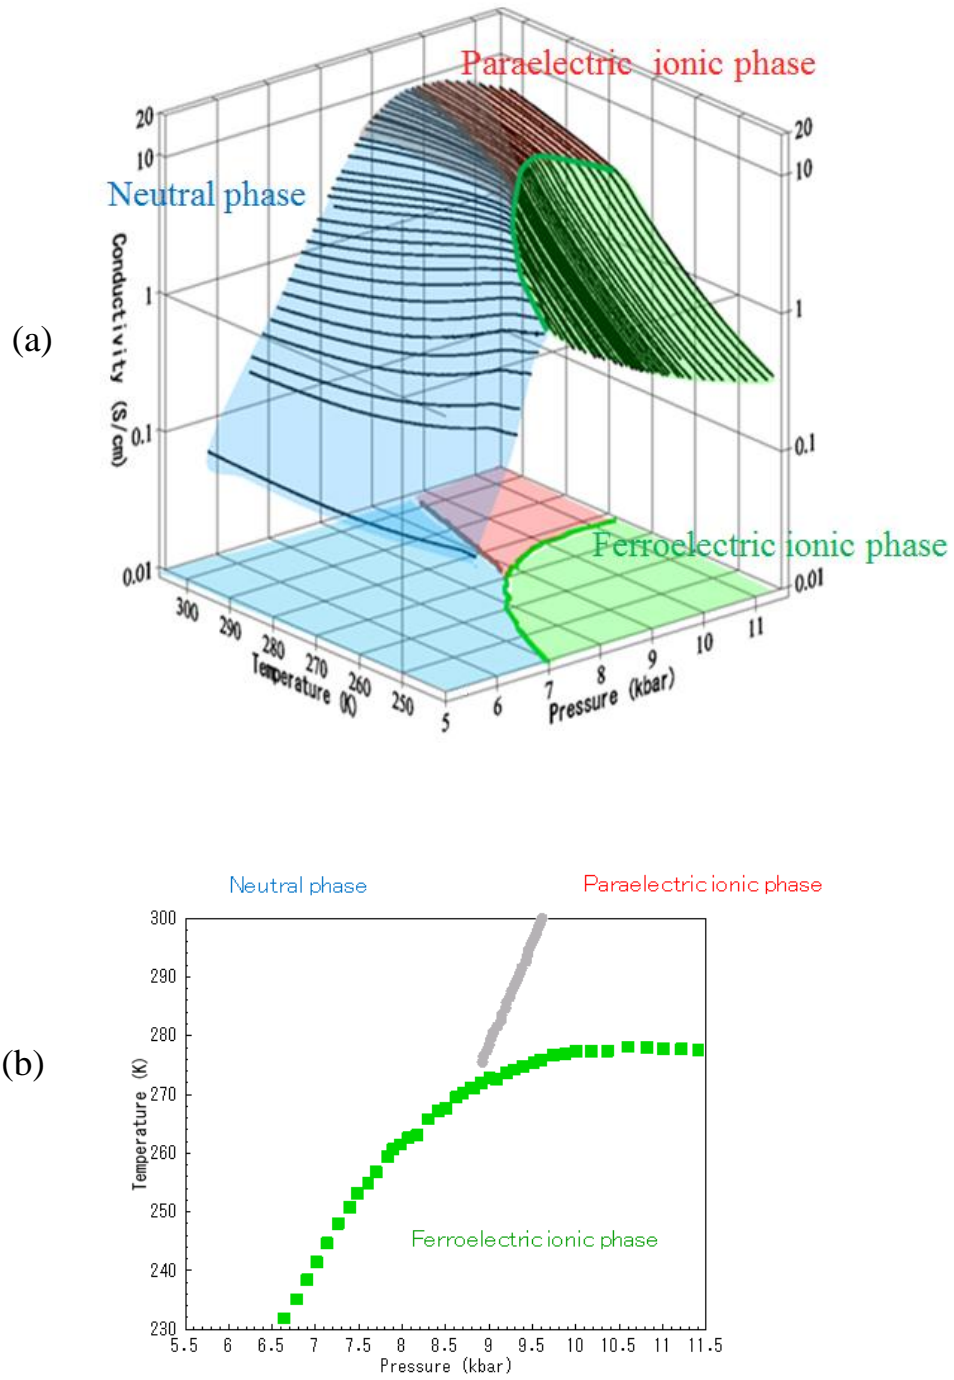 Paraelectric ionic phase
20
10
Neutral phase
1
0.1
0.01
Conductivity (S/cm)
(a)
20
10
1
0.1
0.01
Ferroelectric ionic phase
300
290
280
270
260
250
Temperature (K)
5
6
7
8
9
10
11
Pressure (kbar)
Neutral phase
Paraelectric ionic phase
(b)
300
290
280
270
260
250
240
230
Temperature (K)
Ferroelectric ionic phase
5.5 6 6.5 7 7.5 8 8.5 9 9.5 10 10.5 11 11.5
Pressure (kbar)